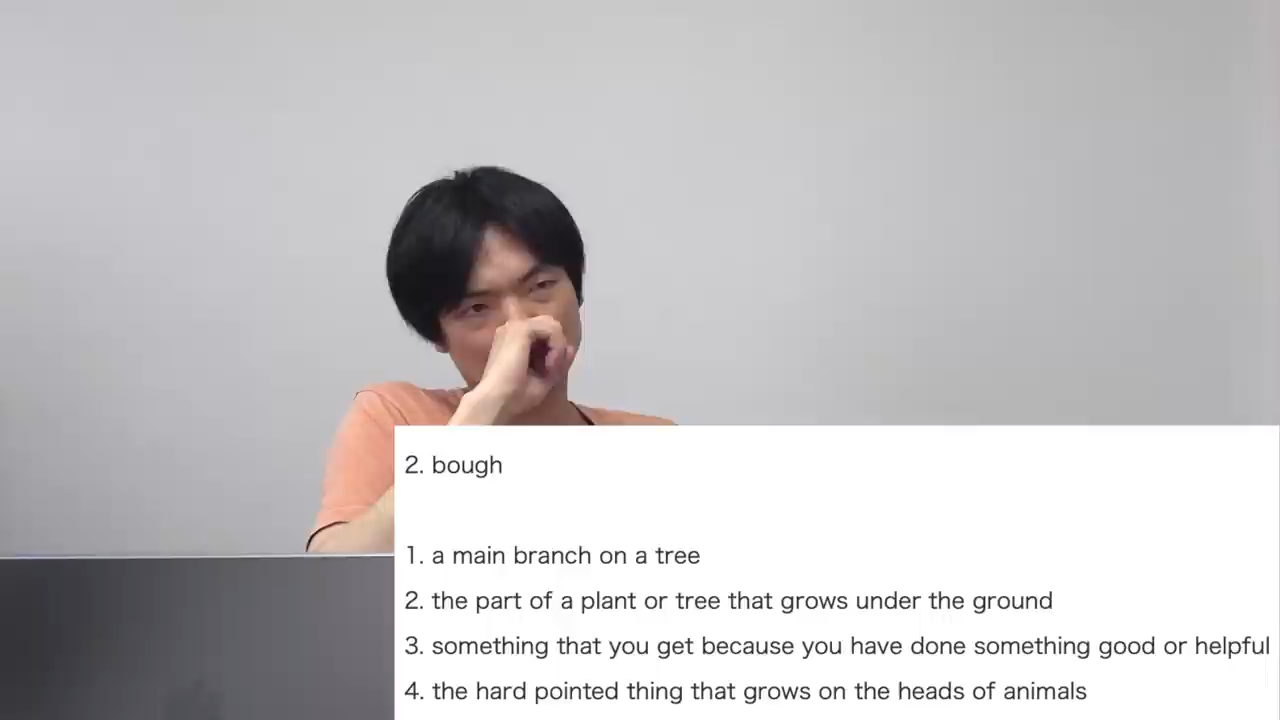 2. bough
1. a main branch on a tree
2. the part of a plant or tree that grows under the ground
3. something that you get because you have done something good or helpful
4. the hard pointed thing that grows on the heads of animals